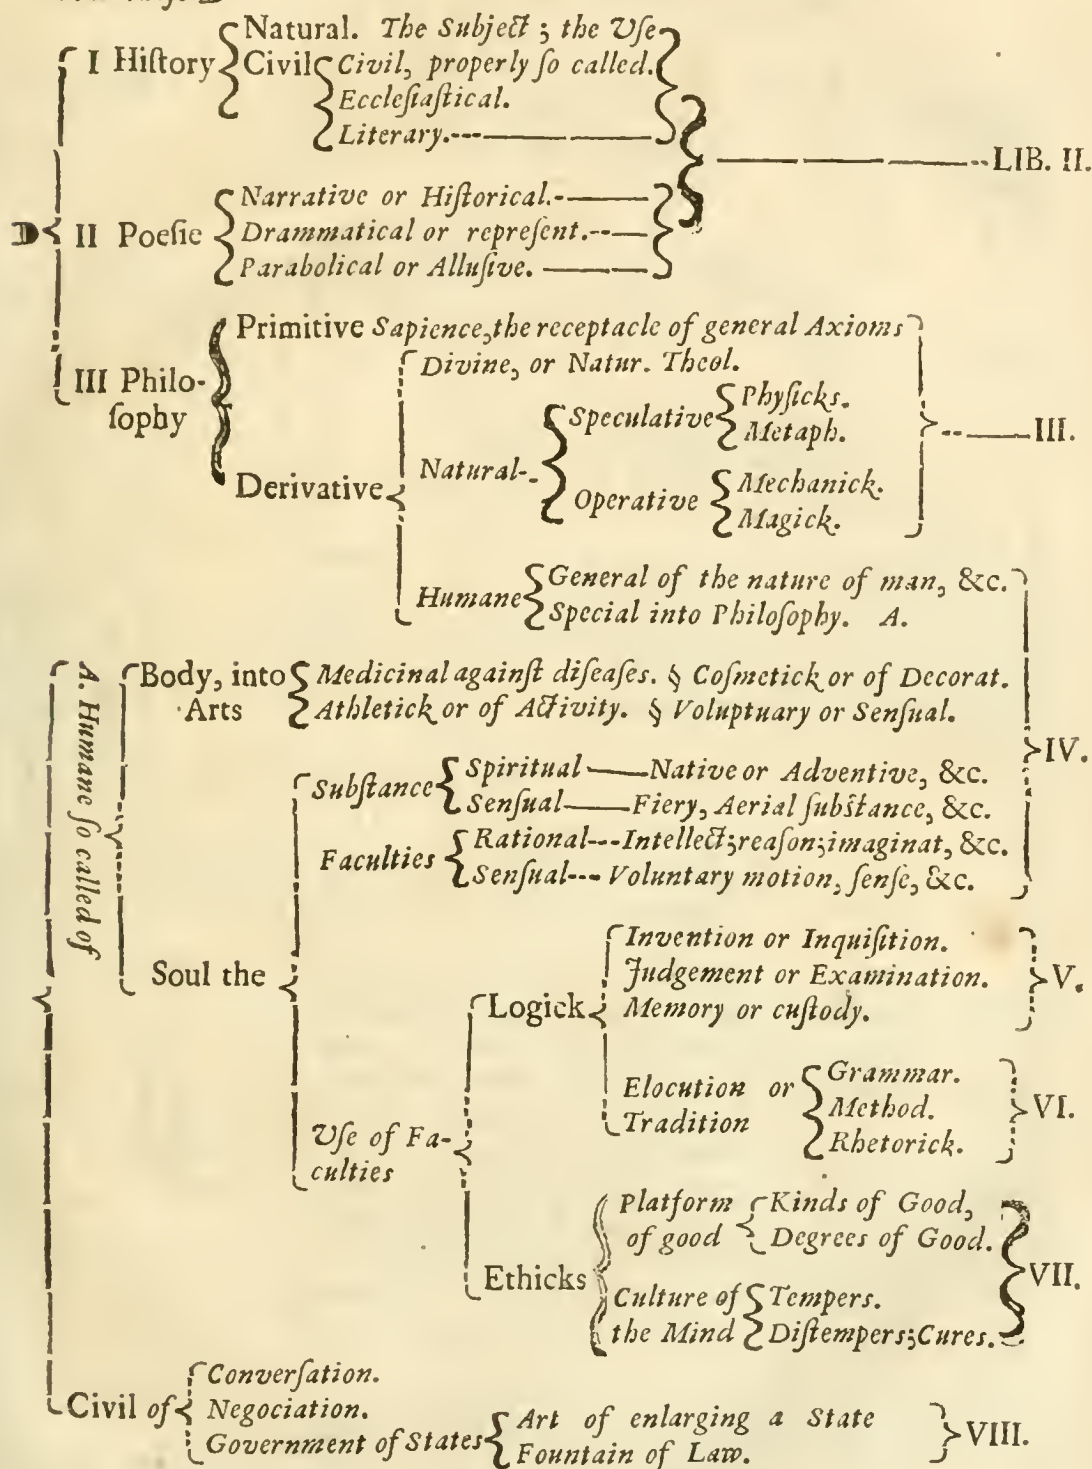 I Hiſtory
Natural. The Subject ; the Uſe
Civil
Civil, properly ſo called.
Eccleſiaſtical.
Literary.
LIB. II.
D
II Poeſie
Narrative or Hiſtorical.
Drammatical or repreſent.
Parabolical or Alluſive.
III Philo-
ſophy
Primitive Sapience, the receptacle of general Axioms
Derivative
Divine, or Natur. Theol.
Natural
Speculative
Phyſicks.
Metaph.
Operative
Mechanick.
Magick.
III.
Humane
General of the nature of man, &c.
Special into Philoſophy. A.
A. Humane ſo called of
Body, into
Arts
Medicinal againſt diſeaſes. § Coſmetick or of Decorat.
Athletick or of Activity. § Voluptuary or Senſual.
IV.
Soul the
Subſtance
Spiritual—Native or Adventive, &c.
Senſual—Fiery, Aerial ſubſtance, &c.
Faculties
Rational---Intellect;reaſon;imaginat, &c.
Senſual--- Voluntary motion, ſenſe, &c.
Uſe of Fa-
culties
Logick
Invention or Inquiſition.
Judgement or Examination.
Memory or cuſtody.
V.
Elocution or
Tradition
Grammar.
Method.
Rhetorick.
VI.
Ethicks
Platform
of good
Kinds of Good,
Degrees of Good.
Culture of
the Mind
Tempers.
Diſtempers;Cures.
VII.
Civil of
Converſation.
Negociation.
Government of States
Art of enlarging a State
Fountain of Law.
VIII.